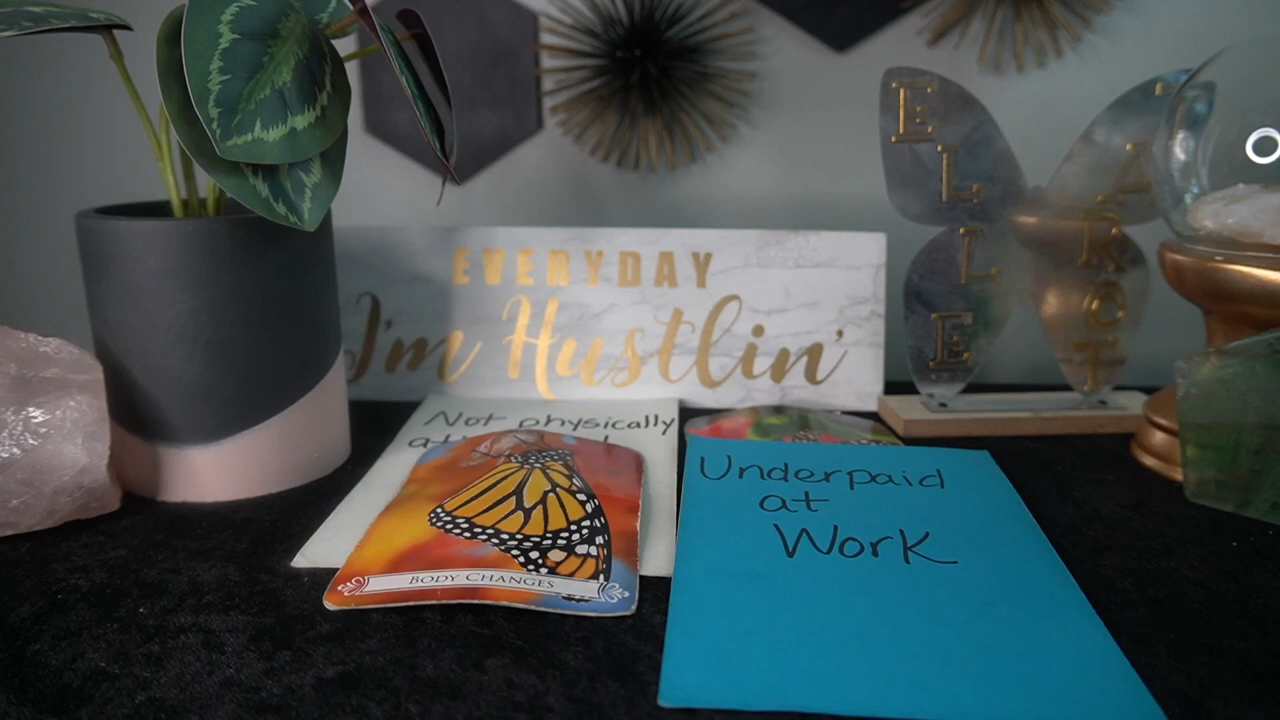 EVERYDAY
I'm Hustlin'
ELLE
TAROT
Not physically
BODY CHANGES
Underpaid
at
Work